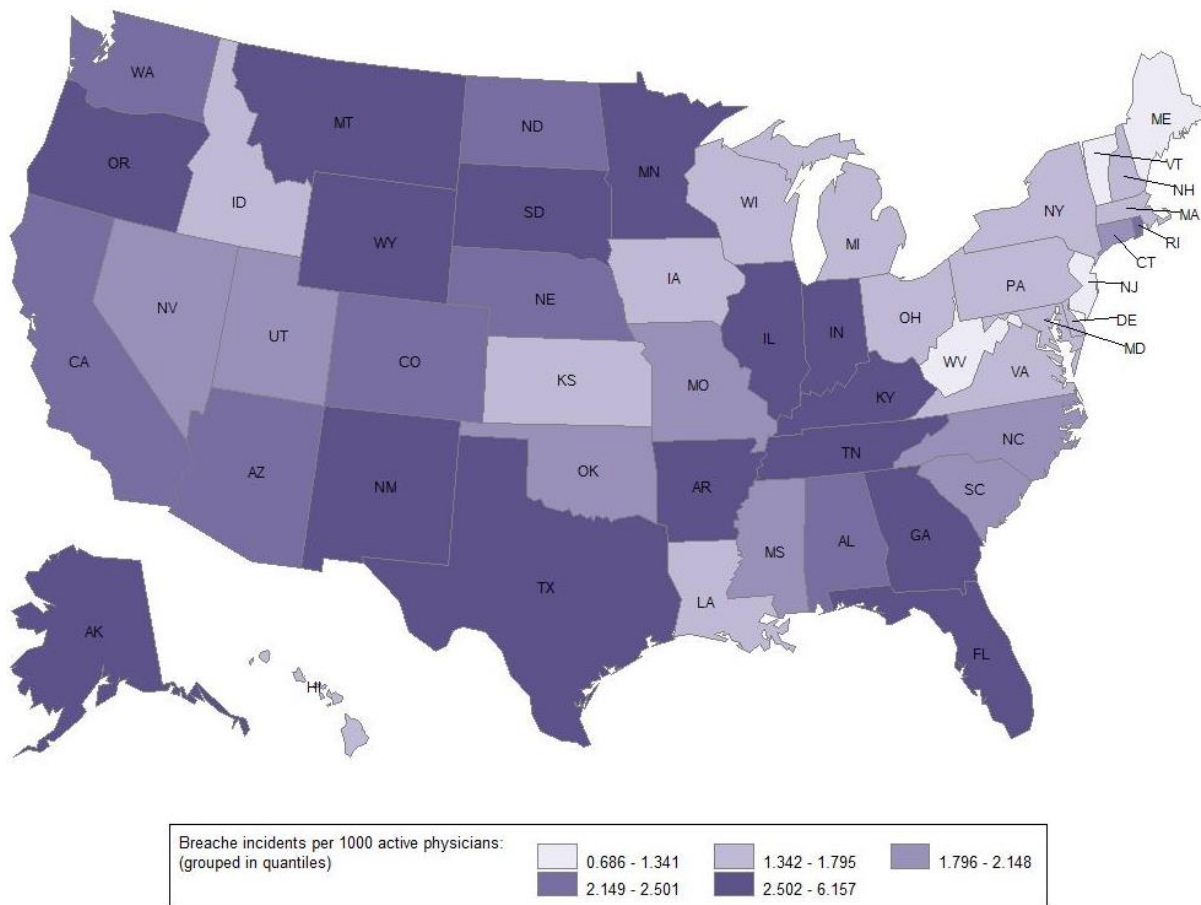 WA
MT
ND
MN
ME
VT
NH
MA
RI
CT
NY
OR
ID
SD
WI
MI
WY
IA
NE
PA
NJ
OH
DE
MD
NV
UT
IL
IN
WV
VA
CA
CO
KS
MO
KY
NC
TN
AZ
NM
OK
AR
SC
MS
AL
GA
TX
LA
FL
AK
HI
Breache incidents per 1000 active physicians:
(grouped in quantiles)
0.686 - 1.341
1.342 - 1.795
1.796 - 2.148
2.149 - 2.501
2.502 - 6.157